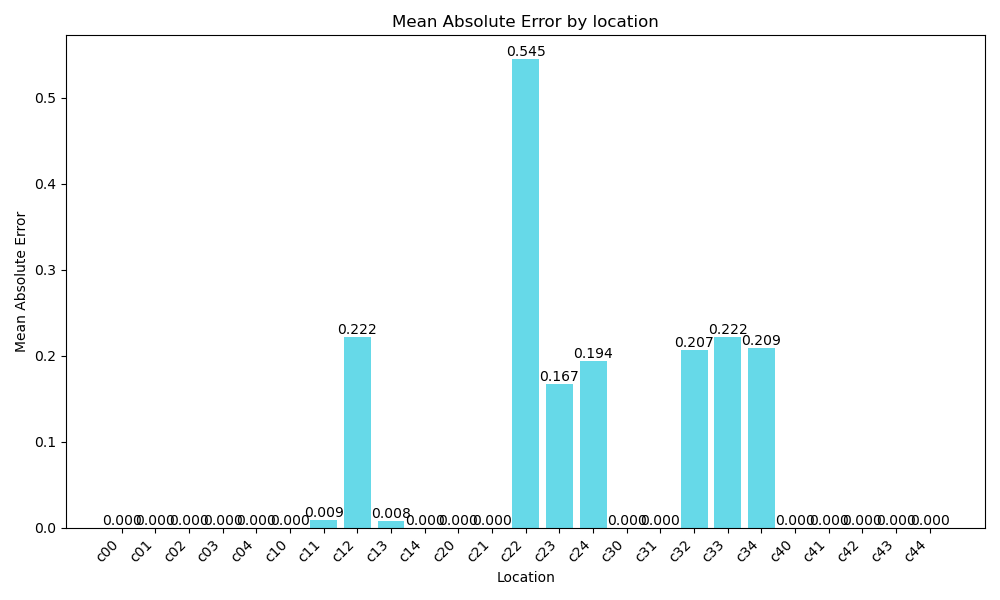 Mean Absolute Error by location
Mean Absolute Error
0.5
0.4
0.3
0.2
0.1
0.0
0.000
0.000
0.000
0.000
0.000
0.000
0.009
0.222
0.008
0.000
0.000
0.000
0.545
0.167
0.194
0.000
0.000
0.207
0.222
0.209
0.000
0.000
0.000
0.000
0.000
c00
c01
c02
c03
c04
c10
c11
c12
c13
c14
c20
c21
c22
c23
c24
c30
c31
c32
c33
c34
c40
c41
c42
c43
c44
Location